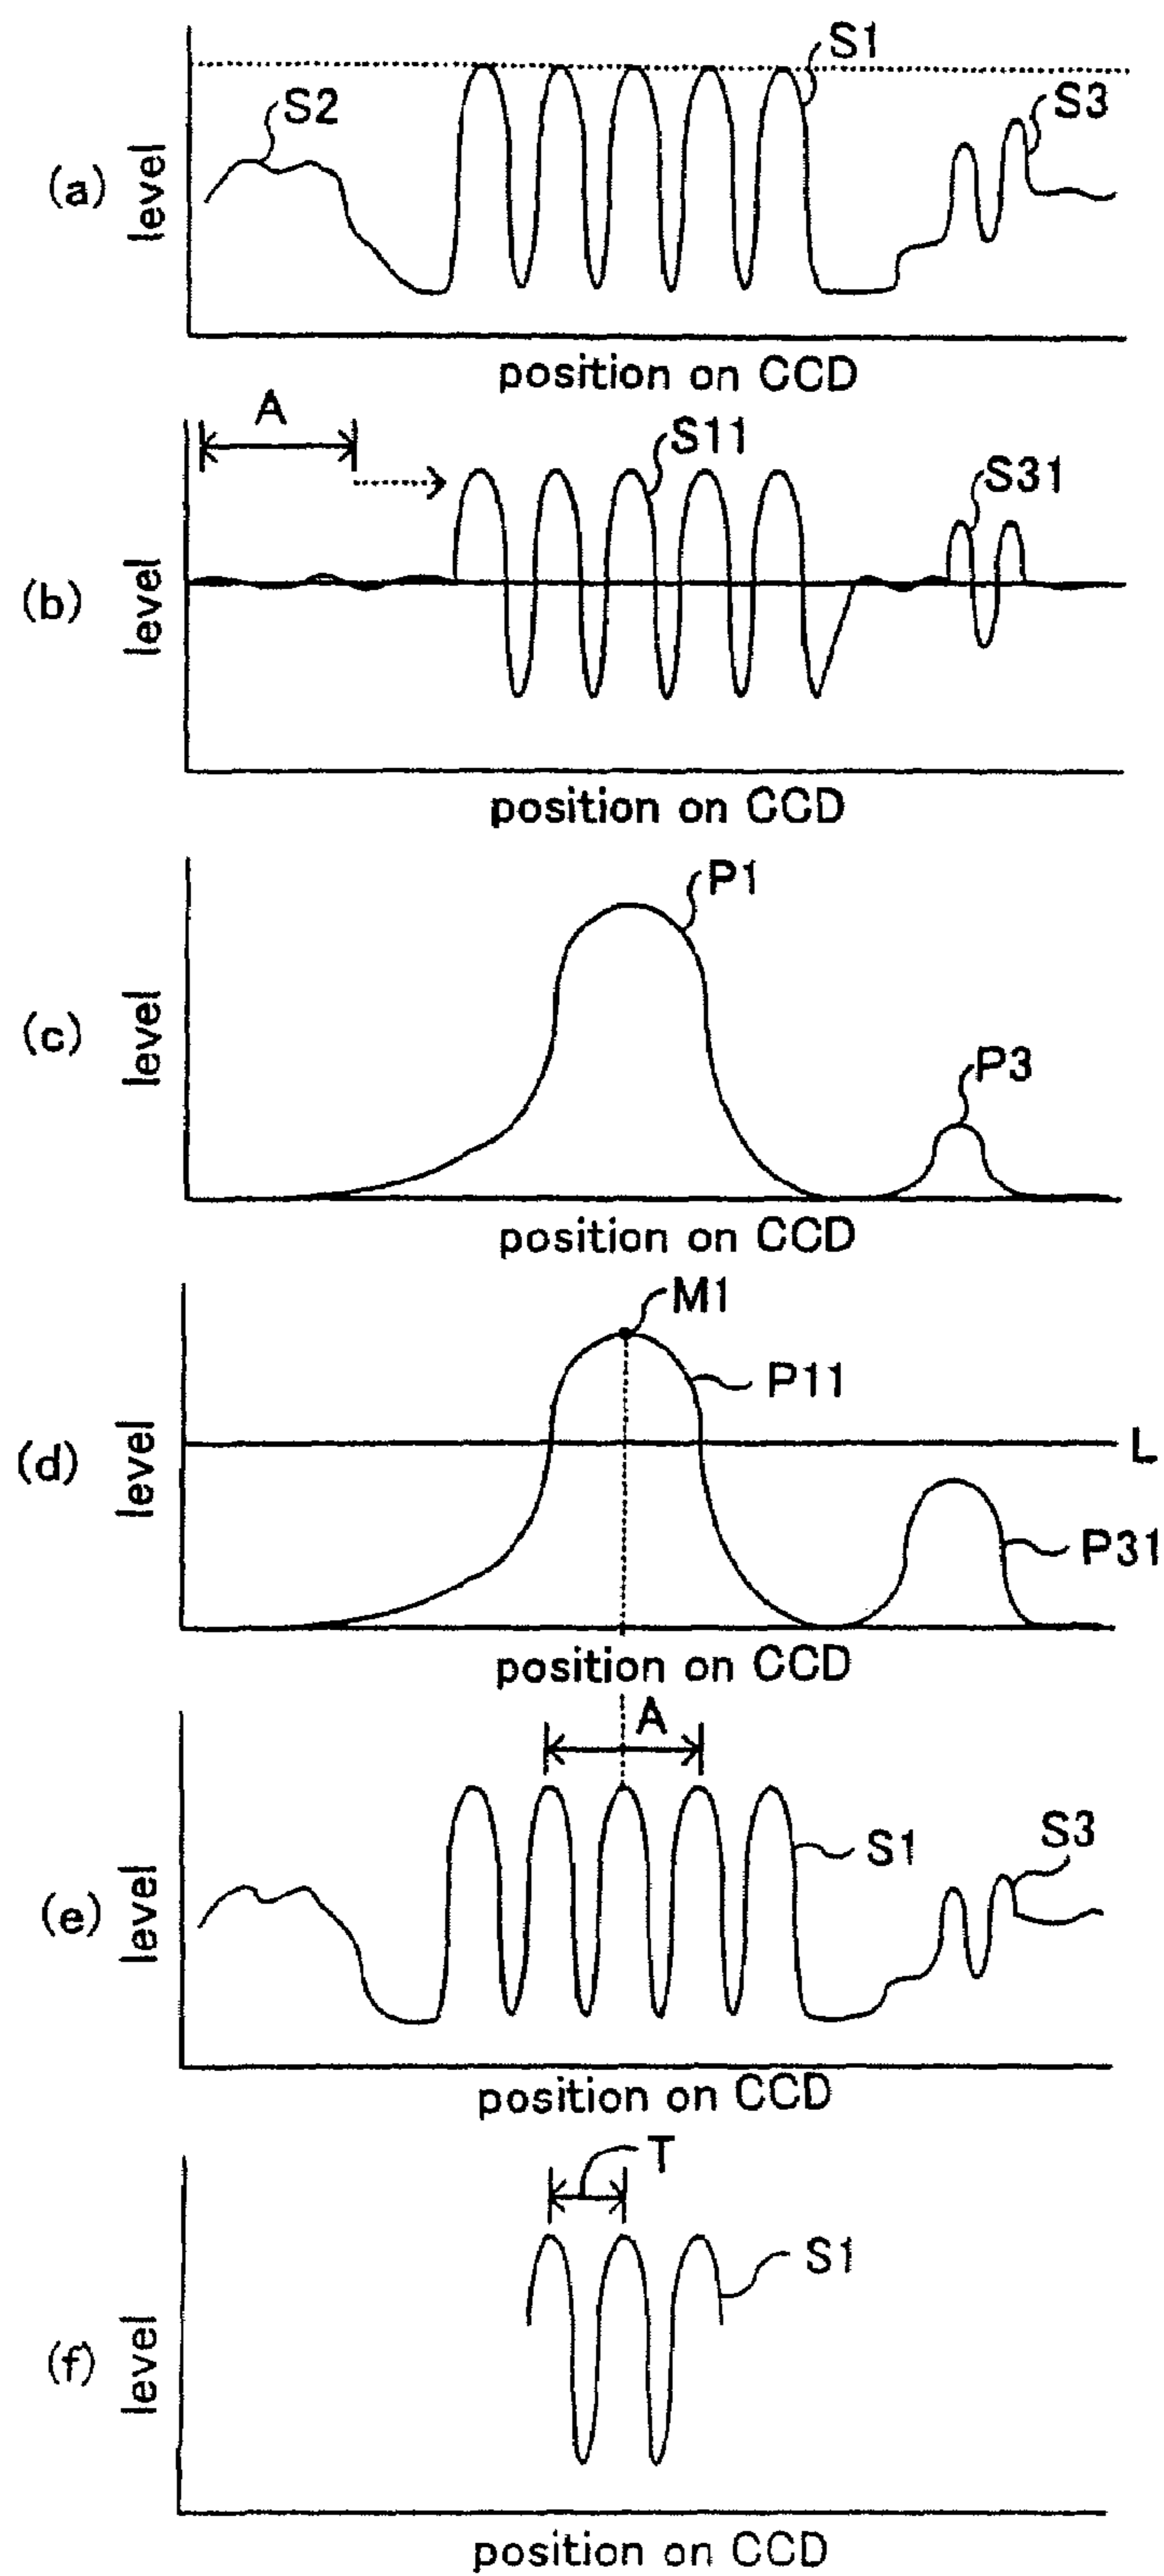 S1
S2
S3
(a)
level
position on CCD
A
S11
S31
(b)
level
position on CCD
P1
P3
(c)
level
position on CCD
M1
P11
L
(d)
level
P31
position on CCD
A
S1
S3
(e)
level
position on CCD
T
S1
(f)
level
position on CCD